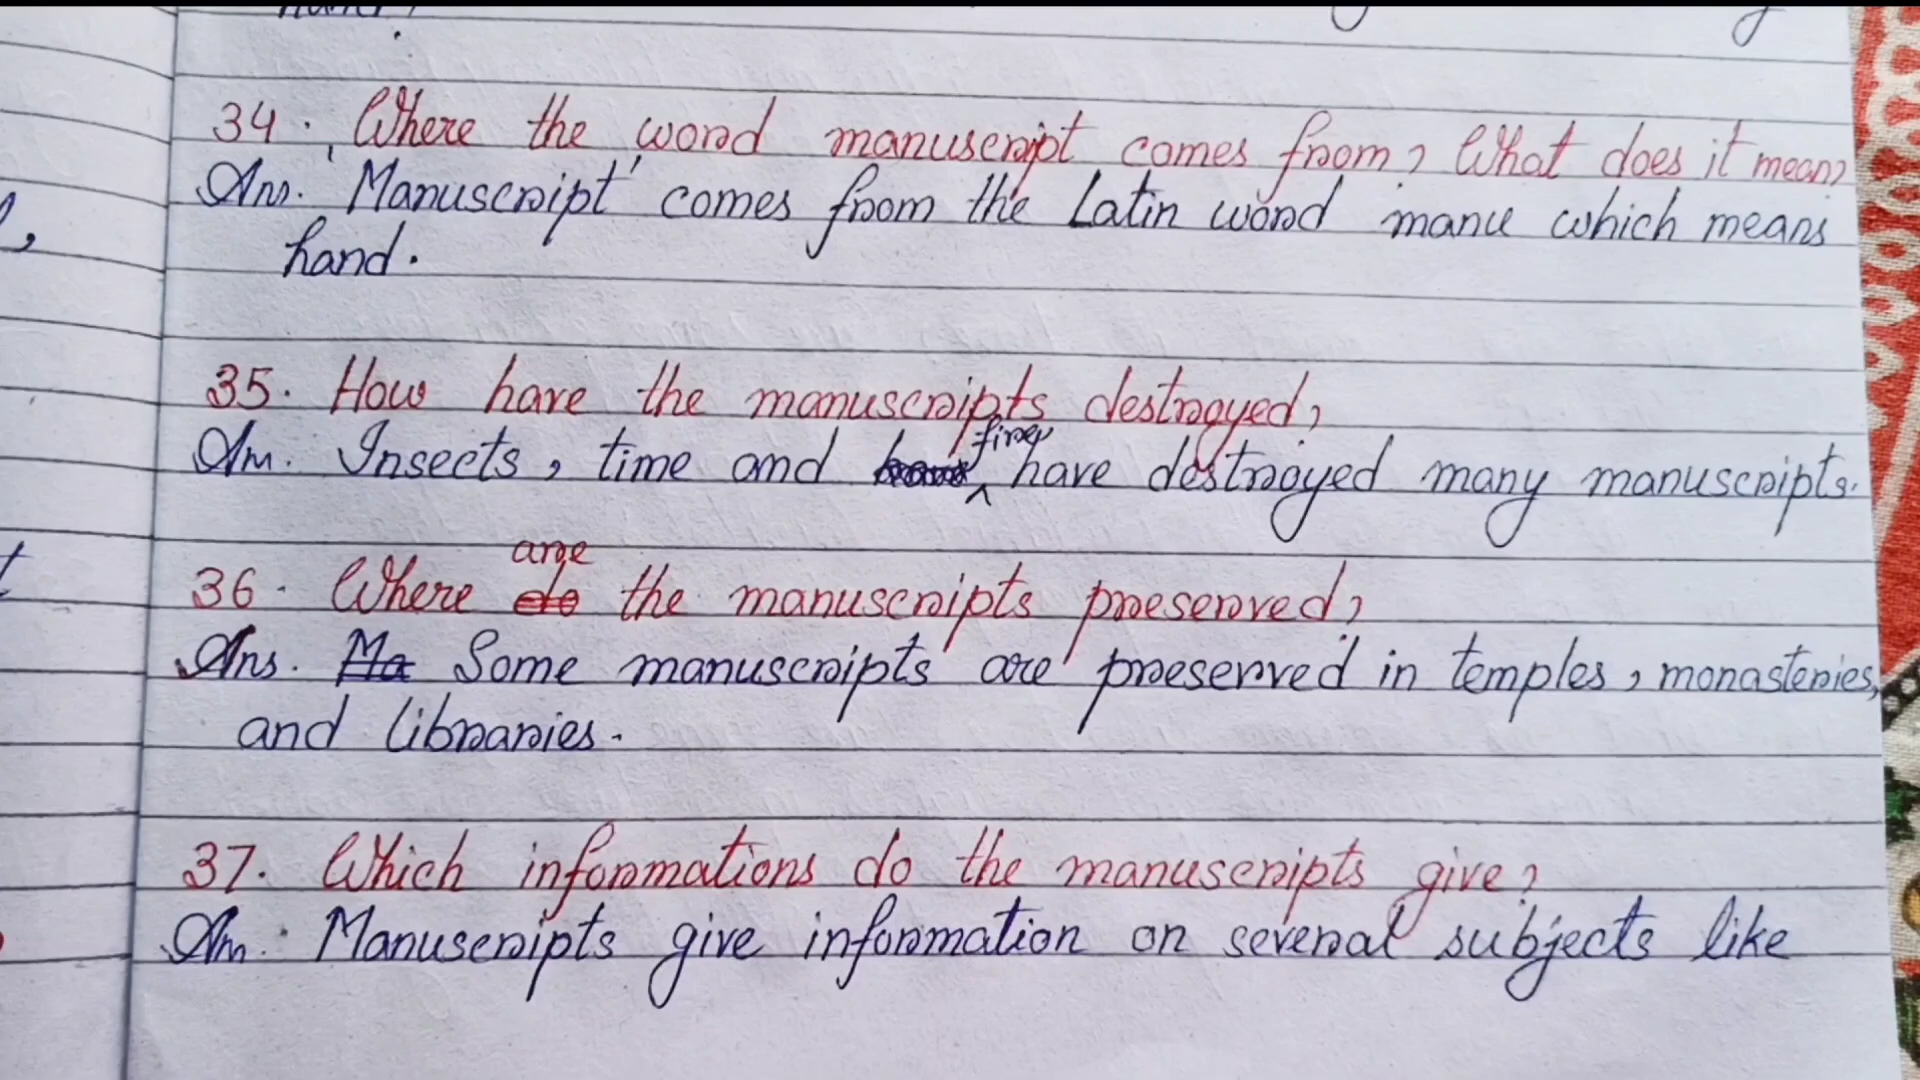 34. Where the word manuscript comes from? What does it mean?
Ans. 'Manuscript' comes from the Latin word 'manu' which means
hand.
35. How have the manuscripts destroyed?
Ans. Insects, time and fire have destroyed many manuscripts.
36. Where are the manuscripts preserved?
Ans. Some manuscripts are preserved in temples, monasteries,
and libraries.
37. Which informations do the manuscripts give?
Ans. Manuscripts give information on several subjects like